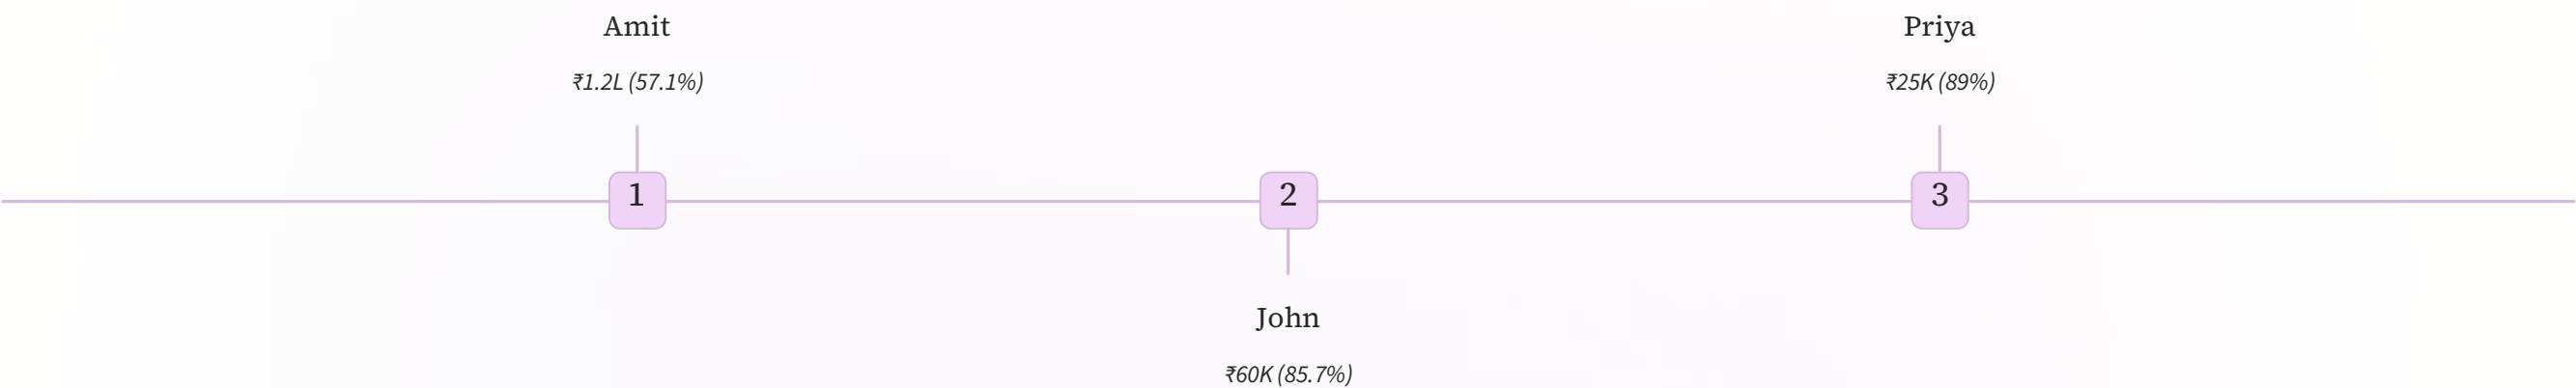 Amit
₹1.2L (57.1%)
1
2
John
₹60K (85.7%)
Priya
₹25K (89%)
3